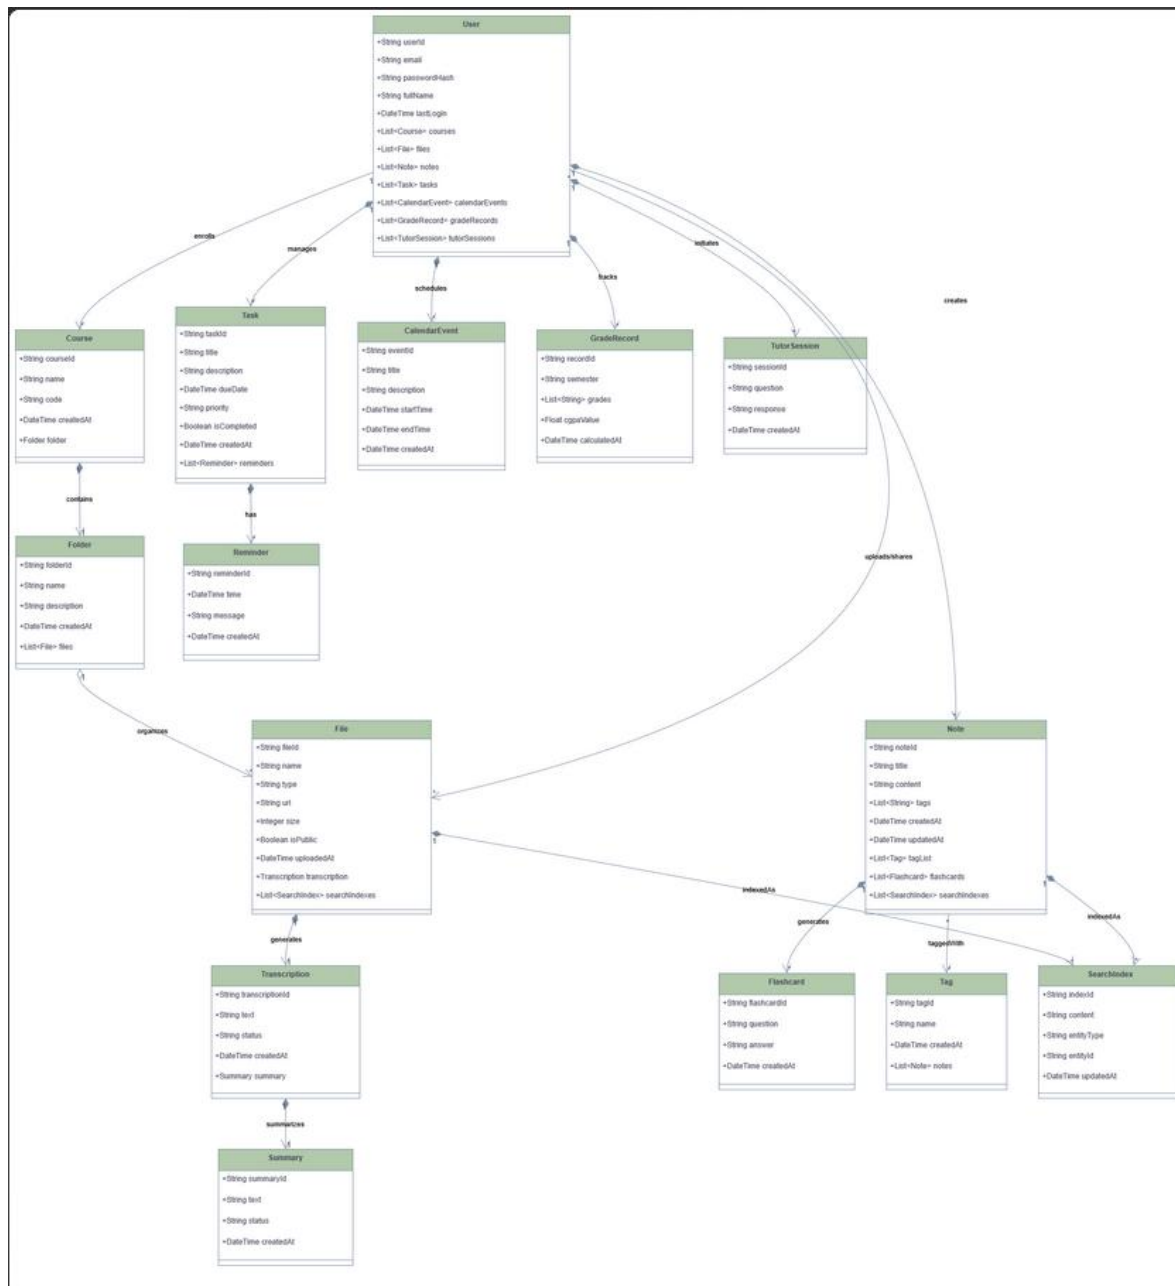 User
+String userId
+String email
+String passwordHash
+String fullName
+DateTime lastLogin
+List<Course> courses
+List<File> files
+List<Note> notes
+List<Task> tasks
+List<CalendarEvent> calendarEvents
+List<GradeRecord> gradeRecords
+List<TutorSession> tutorSessions
enrolls
manages
schedules
tracks
initiates
creates
Course
+String courseId
+String name
+String code
+DateTime createdAt
+Folder folder
Task
+String taskId
+String title
+String description
+DateTime dueDate
+String priority
+Boolean isCompleted
+DateTime createdAt
+List<Reminder> reminders
CalendarEvent
+String eventId
+String title
+String description
+DateTime startTime
+DateTime endTime
+DateTime createdAt
GradeRecord
+String recordId
+String semester
+List<String> grades
+Float cgpaValue
+DateTime calculatedAt
TutorSession
+String sessionId
+String question
+String response
+DateTime createdAt
contains
has
uploads/shares
Folder
+String folderId
+String name
+String description
+DateTime createdAt
+List<File> files
Reminder
+String reminderId
+DateTime time
+String message
+DateTime createdAt
organizes
File
+String fileId
+String name
+String type
+String url
+Integer size
+Boolean isPublic
+DateTime uploadedAt
+Transcription transcription
+List<SearchIndex> searchIndexes
Note
+String noteId
+String title
+String content
+List<String> tags
+DateTime createdAt
+DateTime updatedAt
+List<Tag> tagList
+List<Flashcard> flashcards
+List<SearchIndex> searchIndexes
indexedAs
generates
generates
taggedWith
indexedAs
Transcription
+String transcriptionId
+String text
+String status
+DateTime createdAt
+Summary summary
Flashcard
+String flashcardId
+String question
+String answer
+DateTime createdAt
Tag
+String tagId
+String name
+DateTime createdAt
+List<Note> notes
SearchIndex
+String indexId
+String content
+String entityType
+String entityId
+DateTime updatedAt
summarizes
Summary
+String summaryId
+String text
+String status
+DateTime createdAt